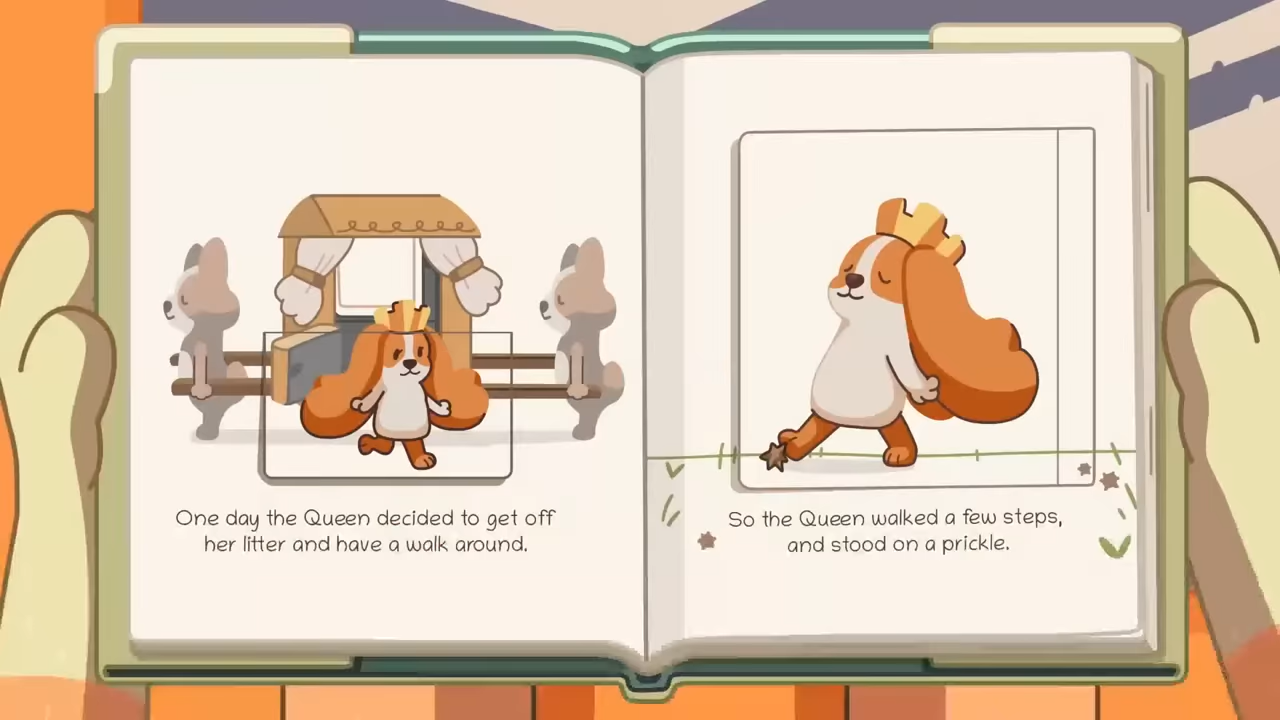 One day the Queen decided to get off
her litter and have a walk around.
So the Queen walked a few steps,
and stood on a prickle.